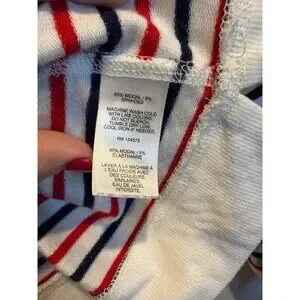 95% MODAL / 5%
SPANDEX
MACHINE WASH COLD
WITH LIKE COLORS
DO NOT BLEACH
TUMBLE DRY LOW
COOL IRON IF NEEDED
RN 134576
95% MODAL / 5%
ELASTHANNE
LAVER À LA MACHINE
À L'EAU FROIDE AVEC
DES COULEURS
SIMILAIRES
EAU DE JAVEL
INTERDITE